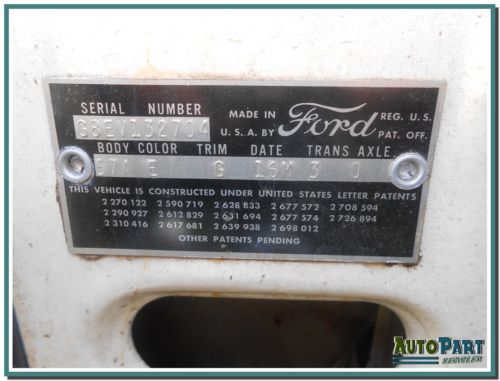 SERIAL NUMBER
G8EV132704
MADE IN
U.S.A. BY
Ford
REG. U.S.
PAT. OFF.
BODY COLOR TRIM DATE TRANS AXLE
57A E G 15M 3 0
THIS VEHICLE IS CONSTRUCTED UNDER UNITED STATES LETTER PATENTS
2 270 122 2 590 719 2 628 833 2 677 572 2 708 594
2 290 927 2 612 829 2 631 694 2 677 574 2 726 894
2 310 416 2 617 681 2 639 938 2 698 012
OTHER PATENTS PENDING
AUTOPART
RECYCLER